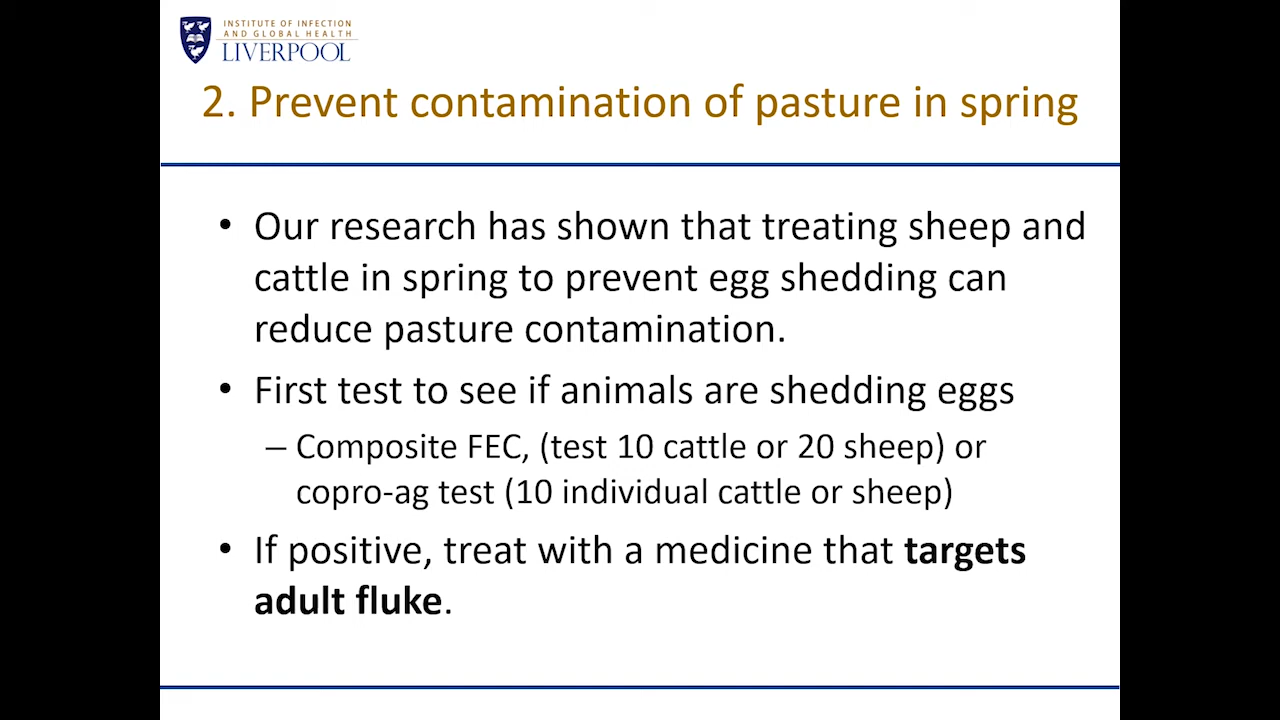 INSTITUTE OF INFECTION
AND GLOBAL HEALTH
LIVERPOOL
2. Prevent contamination of pasture in spring
• Our research has shown that treating sheep and
cattle in spring to prevent egg shedding can
reduce pasture contamination.
• First test to see if animals are shedding eggs
– Composite FEC, (test 10 cattle or 20 sheep) or
copro-ag test (10 individual cattle or sheep)
• If positive, treat with a medicine that targets
adult fluke.